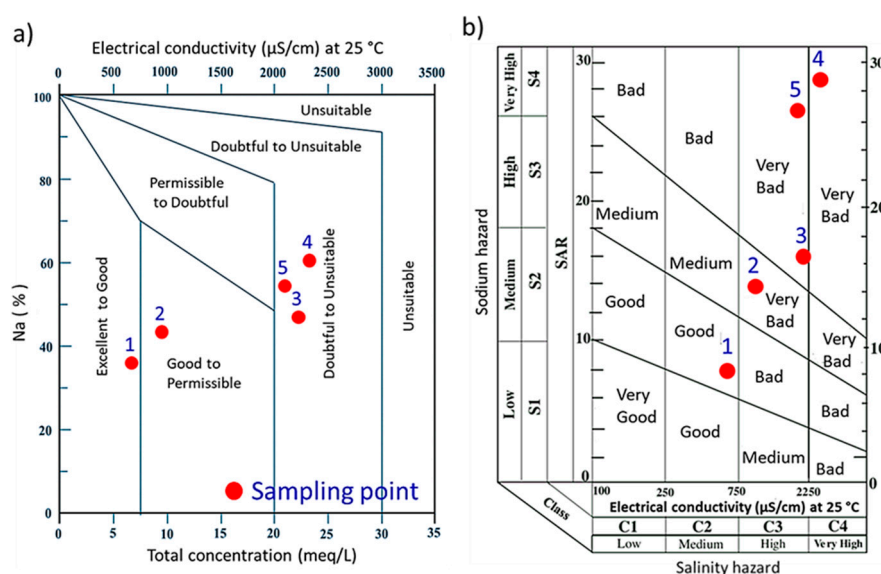 a)
Electrical conductivity (µS/cm) at 25 °C
0 500 1000 1500 2000 2500 3000 3500
100
80
60
40
20
0
Na ( % )
Unsuitable
Doubtful to Unsuitable
Permissible
to Doubtful
Excellent to Good
Good to
Permissible
Doubtful to Unsuitable
Unsuitable
1
2
3
4
5
Sampling point
0 5 10 15 20 25 30 35
Total concentration (meq/L)
b)
Sodium hazard
Very High
High
Medium
Low
S4
S3
S2
S1
SAR
30
20
10
0
30
20
10
0
Bad
Bad
Very
Bad
Very
Bad
Medium
Medium
Very
Bad
Very
Bad
Good
Good
Bad
Bad
Very
Good
Good
Medium
Bad
1
2
3
4
5
100 250 750 2250
Class
Electrical conductivity (µS/cm) at 25 °C
C1 C2 C3 C4
Low Medium High Very High
Salinity hazard